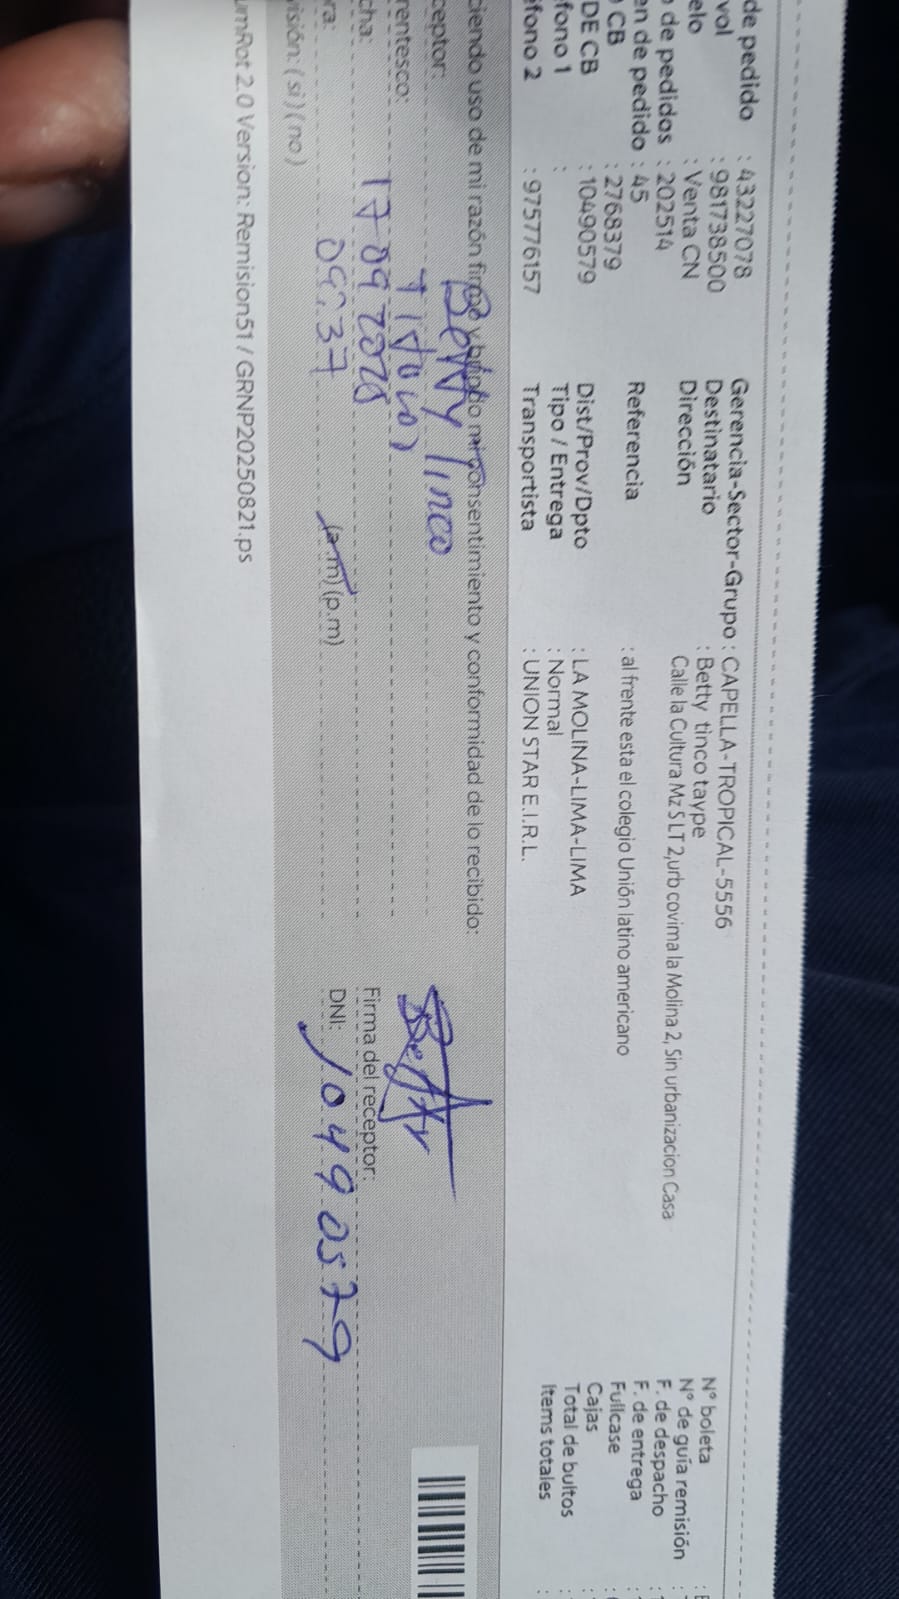 de pedido : 43227078 Gerencia-Sector-Grupo : CAPELLA-TROPICAL-5556 N° boleta :
vol : 981738500 Destinatario : Betty tinco taype N° de guía remisión :
elo : Venta CN Dirección Calle la Cultura Mz S LT 2,urb covima la Molina 2, Sin urbanizacion Casa F. de despacho :
de pedidos : 202514 F. de entrega :
en de pedido : 45 Referencia : al frente esta el colegio Unión latino americano Fullcase :
CB : 2768379 Cajas :
DE CB : 10490579 Dist/Prov/Dpto : LA MOLINA-LIMA-LIMA Total de bultos :
fono 1 : Tipo / Entrega : Normal Items totales :
fono 2 : 975776157 Transportista : UNION STAR E.I.R.L.
ciendo uso de mi razón firmo y brindo mi consentimiento y conformidad de lo recibido:
ceptor: Betty Tinco
rentesco: Titular
cha: 17 09 2025 Firma del receptor: Betty
ra: 09:37 (a.m) (p.m) DNI: 10490579
isión: ( si ) ( no )
umRot 2.0 Version: Remision51 / GRNP20250821.ps